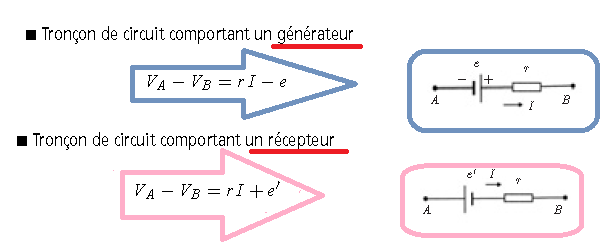 ■ Tronçon de circuit comportant un générateur
V_A − V_B = r I − e
e r
− +
A I B
■ Tronçon de circuit comportant un récepteur
V_A − V_B = r I + e′
e′ I r
A B